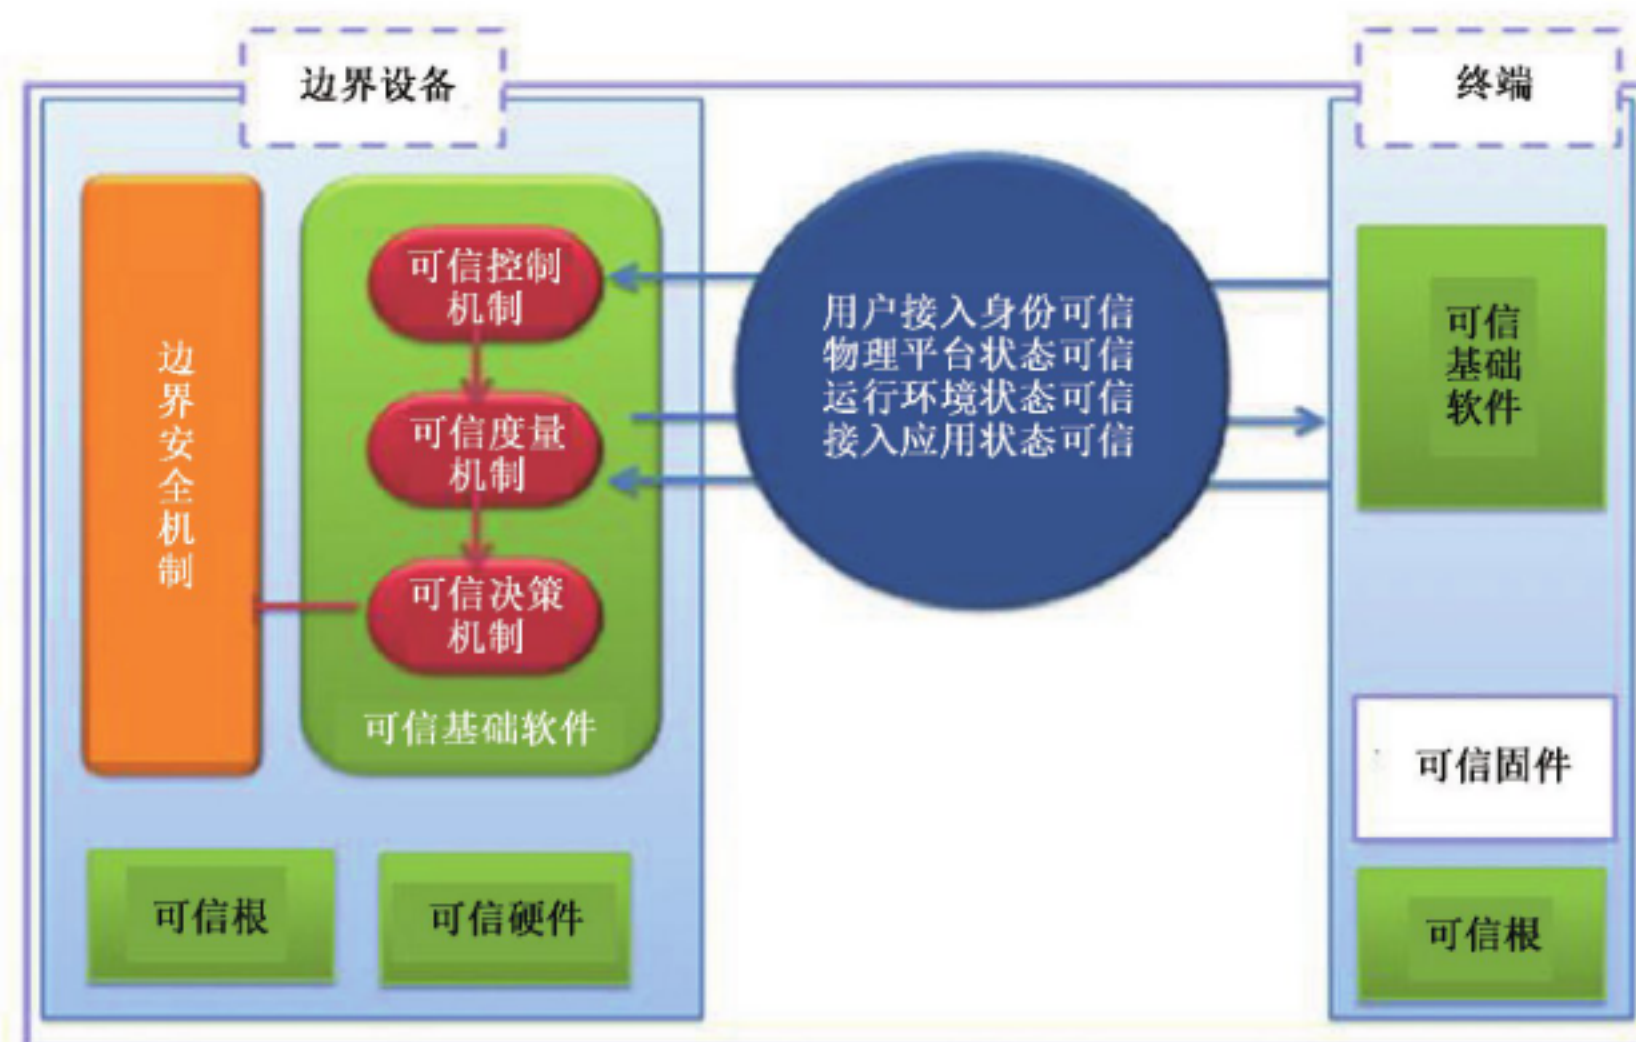 边界设备
终端
边
界
安
全
机
制
可信控制
机制
可信度量
机制
可信决策
机制
可信基础软件
可信根
可信硬件
用户接入身份可信
物理平台状态可信
运行环境状态可信
接入应用状态可信
可信
基础
软件
可信固件
可信根